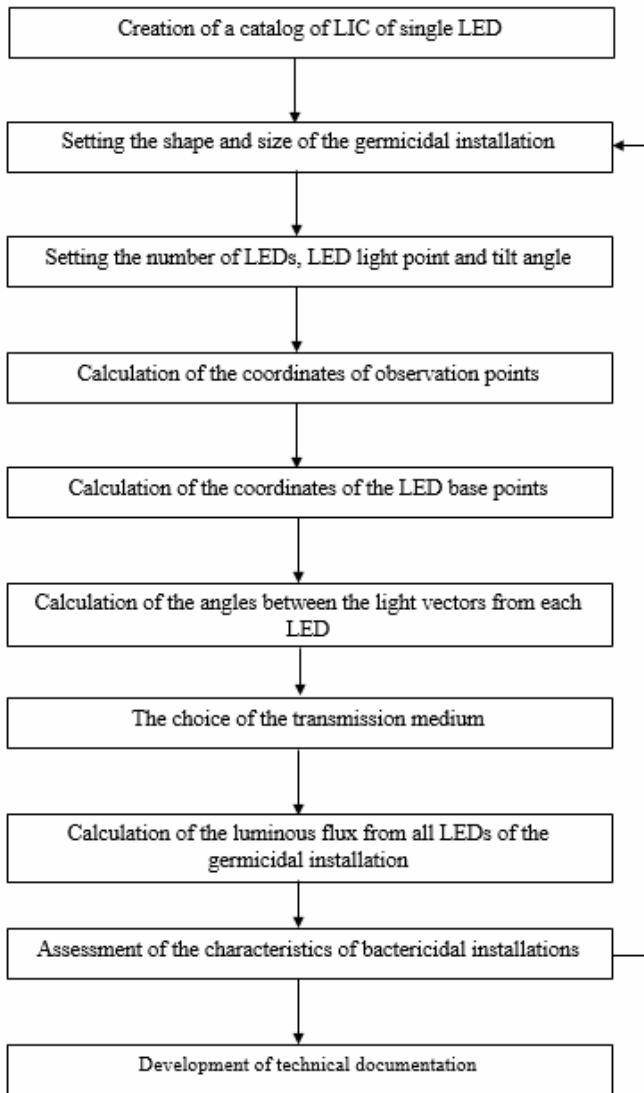 Creation of a catalog of LIC of single LED
Setting the shape and size of the germicidal installation
Setting the number of LEDs, LED light point and tilt angle
Calculation of the coordinates of observation points
Calculation of the coordinates of the LED base points
Calculation of the angles between the light vectors from each
LED
The choice of the transmission medium
Calculation of the luminous flux from all LEDs of the
germicidal installation
Assessment of the characteristics of bactericidal installations
Development of technical documentation